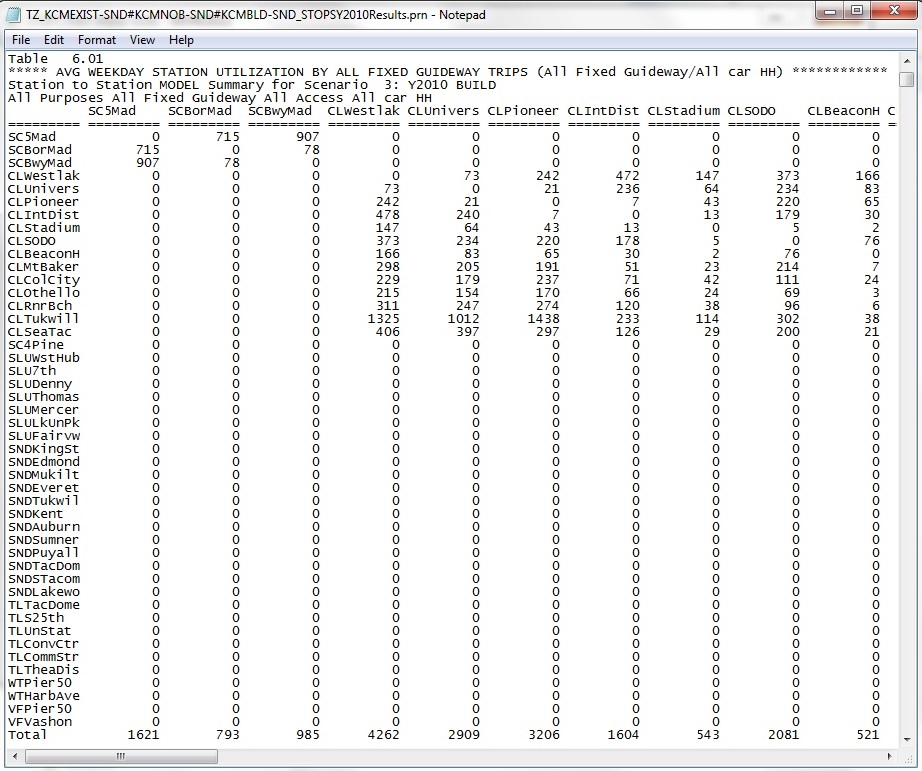 TZ_KCMEXIST-SND#KCMNOB-SND#KCMBLD-SND_STOPSY2010Results.prn - Notepad
File Edit Format View Help
Table 6.01
***** AVG WEEKDAY STATION UTILIZATION BY ALL FIXED GUIDEWAY TRIPS (All Fixed Guideway/All car HH) ************
Station to Station MODEL Summary for Scenario 3: Y2010 BUILD
All Purposes All Fixed Guideway All Access All car HH
SC5Mad SCBorMad SCBwyMad CLWestlak CLUnivers CLPioneer CLIntDist CLStadium CLSODO CLBeaconH C
========= ========= ========= ========= ========= ========= ========= ========= ========= ========= =
SC5Mad 0 715 907 0 0 0 0 0 0 0
SCBorMad 715 0 78 0 0 0 0 0 0 0
SCBwyMad 907 78 0 0 0 0 0 0 0 0
CLWestlak 0 0 0 0 73 242 472 147 373 166
CLUnivers 0 0 0 73 0 21 236 64 234 83
CLPioneer 0 0 0 242 21 0 7 43 220 65
CLIntDist 0 0 0 478 240 7 0 13 179 30
CLStadium 0 0 0 147 64 43 13 0 5 2
CLSODO 0 0 0 373 234 220 178 5 0 76
CLBeaconH 0 0 0 166 83 65 30 2 76 0
CLMtBaker 0 0 0 298 205 191 51 23 214 7
CLColCity 0 0 0 229 179 237 71 42 111 24
CLOthello 0 0 0 215 154 170 66 24 69 3
CLRnrBch 0 0 0 311 247 274 120 38 96 6
CLTukwill 0 0 0 1325 1012 1438 233 114 302 38
CLSeaTac 0 0 0 406 397 297 126 29 200 21
SC4Pine 0 0 0 0 0 0 0 0 0 0
SLUWstHub 0 0 0 0 0 0 0 0 0 0
SLU7th 0 0 0 0 0 0 0 0 0 0
SLUDenny 0 0 0 0 0 0 0 0 0 0
SLUThomas 0 0 0 0 0 0 0 0 0 0
SLUMercer 0 0 0 0 0 0 0 0 0 0
SLULkUnPk 0 0 0 0 0 0 0 0 0 0
SLUFairvw 0 0 0 0 0 0 0 0 0 0
SNDKingSt 0 0 0 0 0 0 0 0 0 0
SNDEdmond 0 0 0 0 0 0 0 0 0 0
SNDMukilt 0 0 0 0 0 0 0 0 0 0
SNDEveret 0 0 0 0 0 0 0 0 0 0
SNDTukwil 0 0 0 0 0 0 0 0 0 0
SNDKent 0 0 0 0 0 0 0 0 0 0
SNDAuburn 0 0 0 0 0 0 0 0 0 0
SNDSumner 0 0 0 0 0 0 0 0 0 0
SNDPuyall 0 0 0 0 0 0 0 0 0 0
SNDTacDom 0 0 0 0 0 0 0 0 0 0
SNDSTacom 0 0 0 0 0 0 0 0 0 0
SNDLakewo 0 0 0 0 0 0 0 0 0 0
TLTacDome 0 0 0 0 0 0 0 0 0 0
TLS25th 0 0 0 0 0 0 0 0 0 0
TLUnStat 0 0 0 0 0 0 0 0 0 0
TLConvCtr 0 0 0 0 0 0 0 0 0 0
TLCommStr 0 0 0 0 0 0 0 0 0 0
TLTheaDis 0 0 0 0 0 0 0 0 0 0
WTPier50 0 0 0 0 0 0 0 0 0 0
WTHarbAve 0 0 0 0 0 0 0 0 0 0
VFPier50 0 0 0 0 0 0 0 0 0 0
VFVashon 0 0 0 0 0 0 0 0 0 0
Total 1621 793 985 4262 2909 3206 1604 543 2081 521